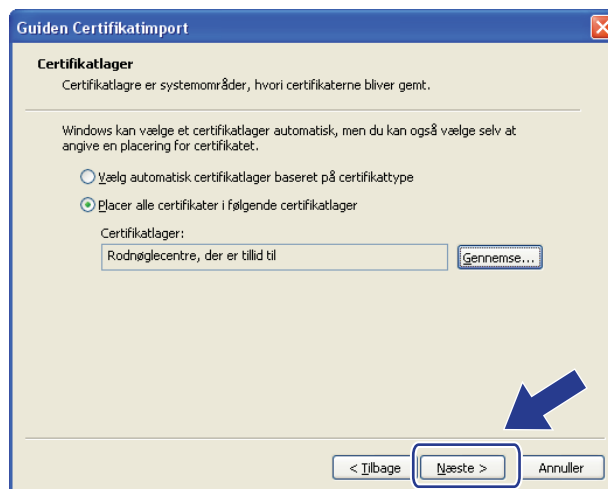 Guiden Certifikatimport
Certifikatlager
Certifikatlagre er systemområder, hvori certifikaterne bliver gemt.
Windows kan vælge et certifikatlager automatisk, men du kan også vælge selv at
angive en placering for certifikatet.
Vælg automatisk certifikatlager baseret på certifikattype
Placer alle certifikater i følgende certifikatlager
Certifikatlager:
Rodnøglecentre, der er tillid til
Gennemse...
< Tilbage
Næste >
Annuller